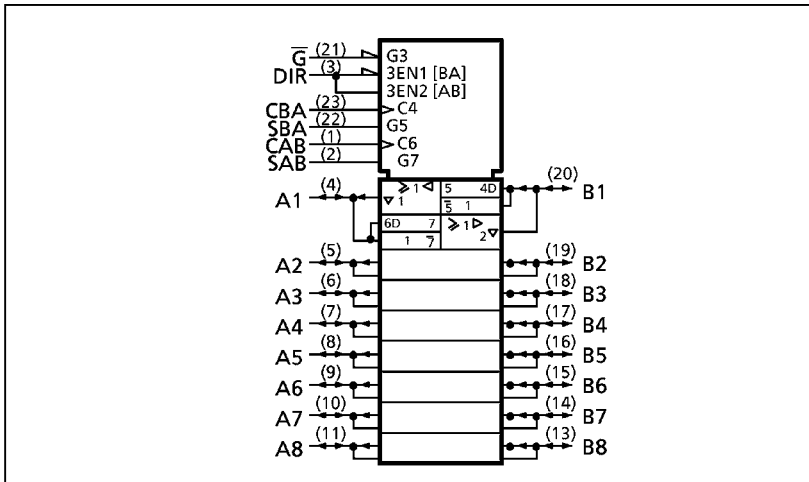 G̅ (21) G3
DIR (3) 3EN1 [BA]
3EN2 [AB]
CBA (23) C4
SBA (22) G5
CAB (1) C6
SAB (2) G7
A1 (4) ⩾1 ◁ 5 4D (20) B1
▽ 1 5̅ 1
6D 7 ⩾1 ▷
1 7̅ 2 ▽
A2 (5) (19) B2
A3 (6) (18) B3
A4 (7) (17) B4
A5 (8) (16) B5
A6 (9) (15) B6
A7 (10) (14) B7
A8 (11) (13) B8